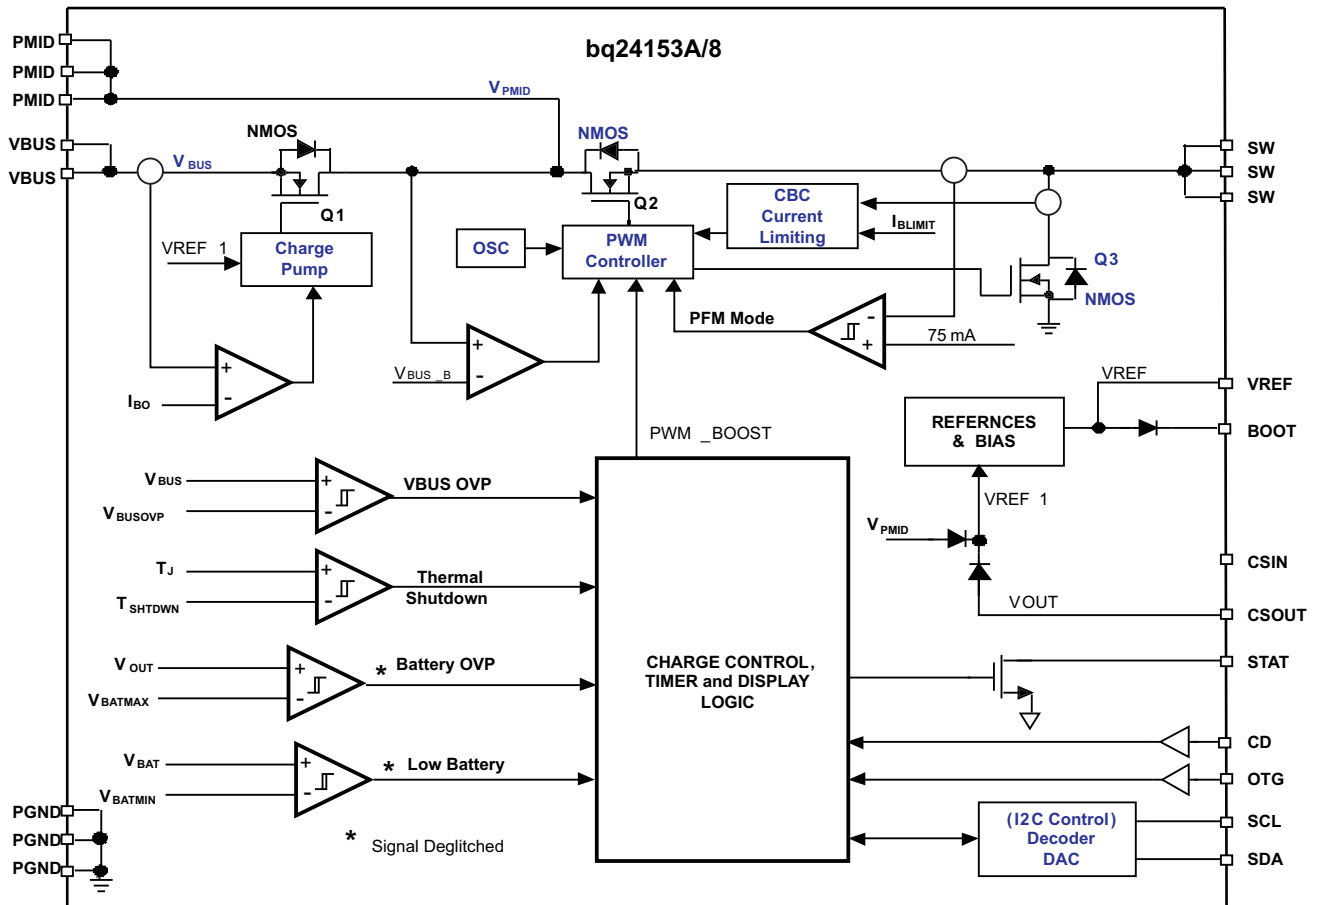 bq24153A/8
PMID
PMID
PMID
VBUS
VBUS
V PMID
V BUS
NMOS
Q1
NMOS
Q2
SW
SW
SW
VREF 1
Charge
Pump
OSC
PWM
Controller
CBC
Current
Limiting
IBLIMIT
Q3
NMOS
PFM Mode
-
+
75 mA
+
-
IBO
+
-
VBUS _B
PWM _BOOST
REFERNCES
& BIAS
VREF
VREF
BOOT
VREF 1
VPMID
VOUT
CSIN
CSOUT
VBUS
VBUSOVP
+
-
VBUS OVP
TJ
TSHTDWN
+
-
Thermal
Shutdown
VOUT
VBATMAX
+
-
* Battery OVP
VBAT
VBATMIN
+
-
* Low Battery
* Signal Deglitched
CHARGE CONTROL,
TIMER and DISPLAY
LOGIC
STAT
CD
OTG
(I2C Control)
Decoder
DAC
SCL
SDA
PGND
PGND
PGND